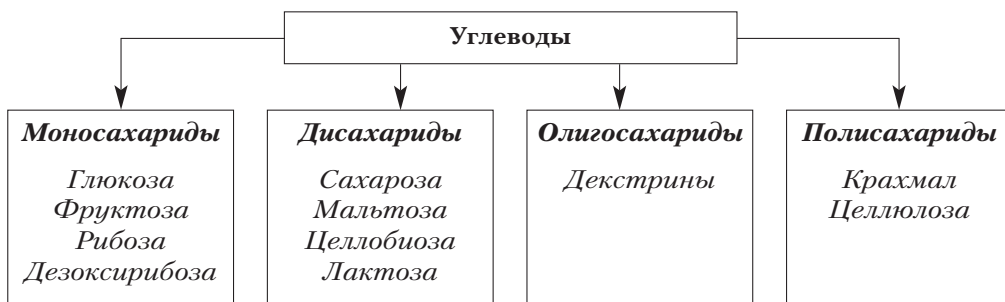 Углеводы
Моносахариды
Глюкоза
Фруктоза
Рибоза
Дезоксирибоза
Дисахариды
Сахароза
Мальтоза
Целлобиоза
Лактоза
Олигосахариды
Декстрины
Полисахариды
Крахмал
Целлюлоза